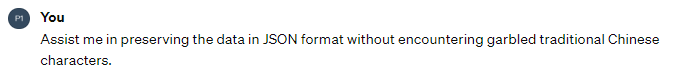 P1
You
Assist me in preserving the data in JSON format without encountering garbled traditional Chinese
characters.